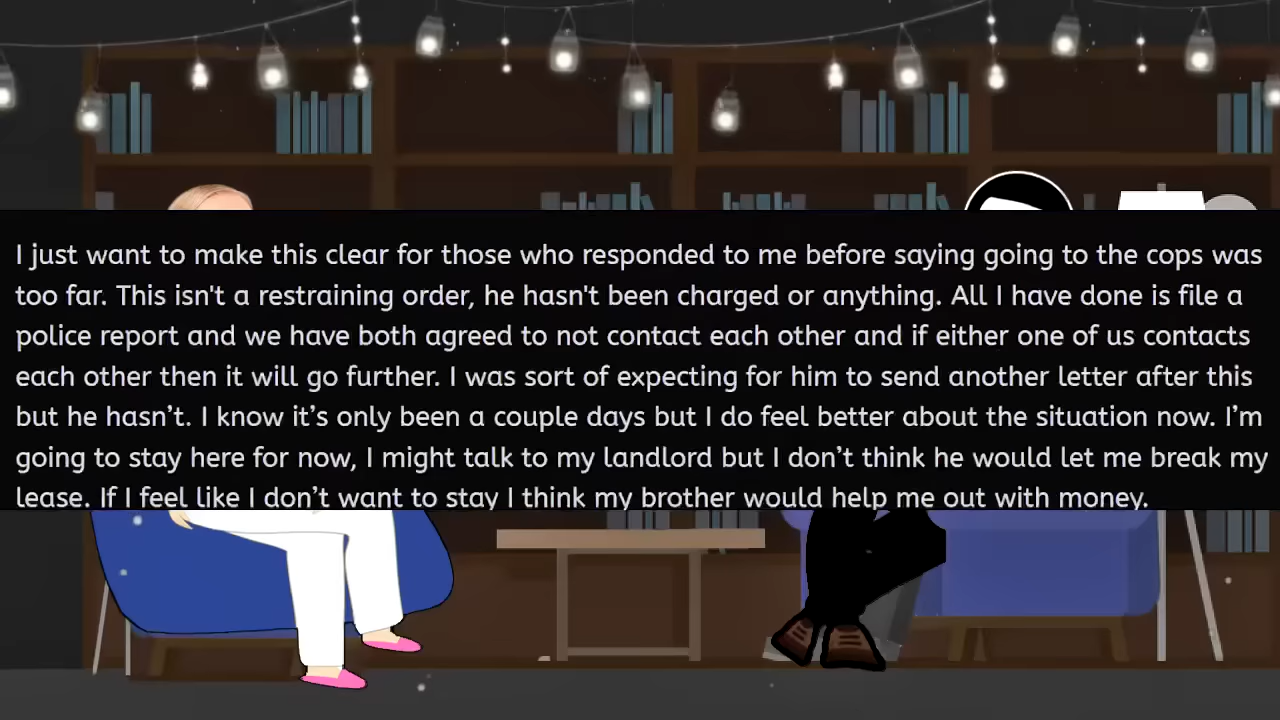 I just want to make this clear for those who responded to me before saying going to the cops was
too far. This isn't a restraining order, he hasn't been charged or anything. All I have done is file a
police report and we have both agreed to not contact each other and if either one of us contacts
each other then it will go further. I was sort of expecting for him to send another letter after this
but he hasn’t. I know it’s only been a couple days but I do feel better about the situation now. I’m
going to stay here for now, I might talk to my landlord but I don’t think he would let me break my
lease. If I feel like I don’t want to stay I think my brother would help me out with money.